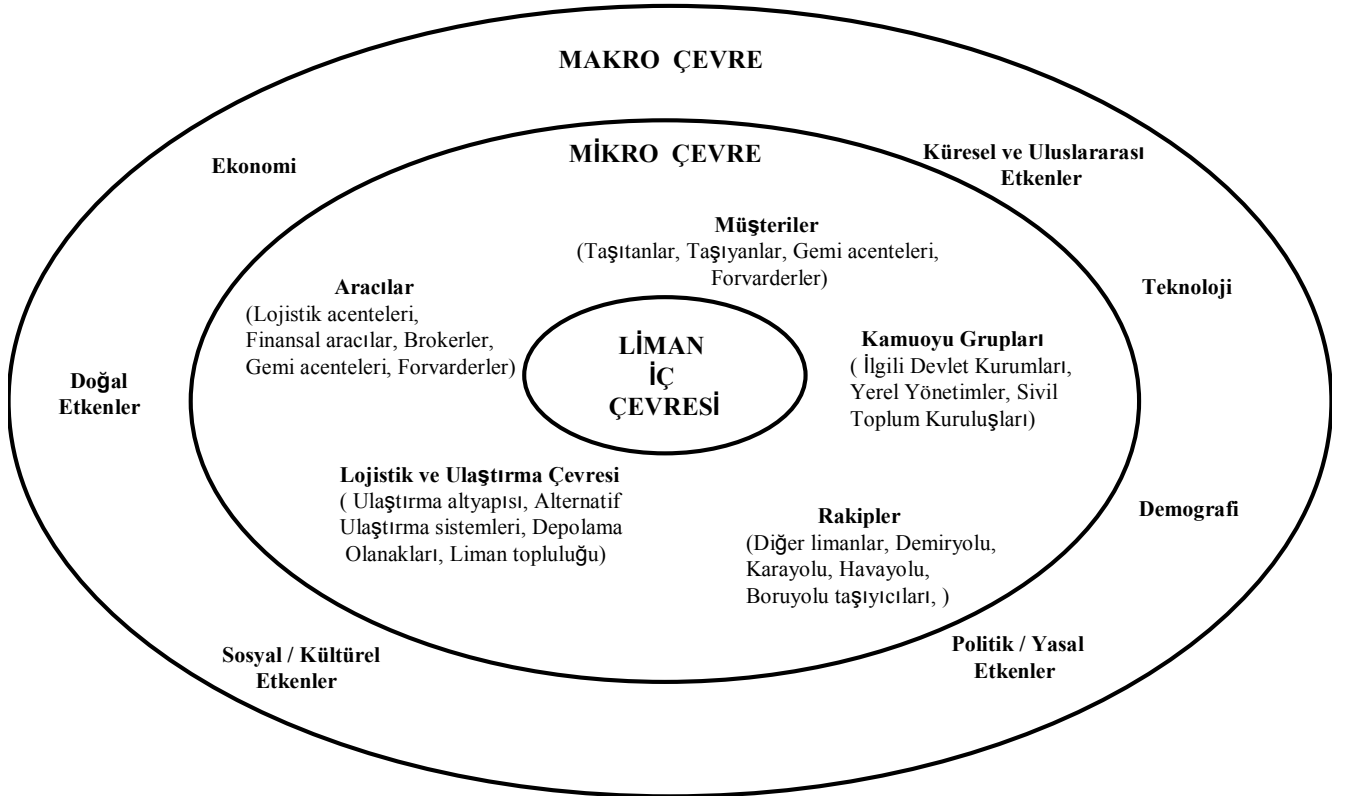 MAKRO ÇEVRE
Ekonomi
MİKRO ÇEVRE
Küresel ve Uluslararası
Etkenler
Müşteriler
(Taşıtanlar, Taşıyanlar, Gemi acenteleri,
Forvarderler)
Aracılar
(Lojistik acenteleri,
Finansal aracılar, Brokerler,
Gemi acenteleri, Forvarderler)
Teknoloji
LİMAN
İÇ
ÇEVRESİ
Kamuoyu Grupları
( İlgili Devlet Kurumları,
Yerel Yönetimler, Sivil
Toplum Kuruluşları)
Doğal
Etkenler
Lojistik ve Ulaştırma Çevresi
( Ulaştırma altyapısı, Alternatif
Ulaştırma sistemleri, Depolama
Olanakları, Liman topluluğu)
Rakipler
(Diğer limanlar, Demiryolu,
Karayolu, Havayolu,
Boruyolu taşıyıcıları, )
Demografi
Sosyal / Kültürel
Etkenler
Politik / Yasal
Etkenler